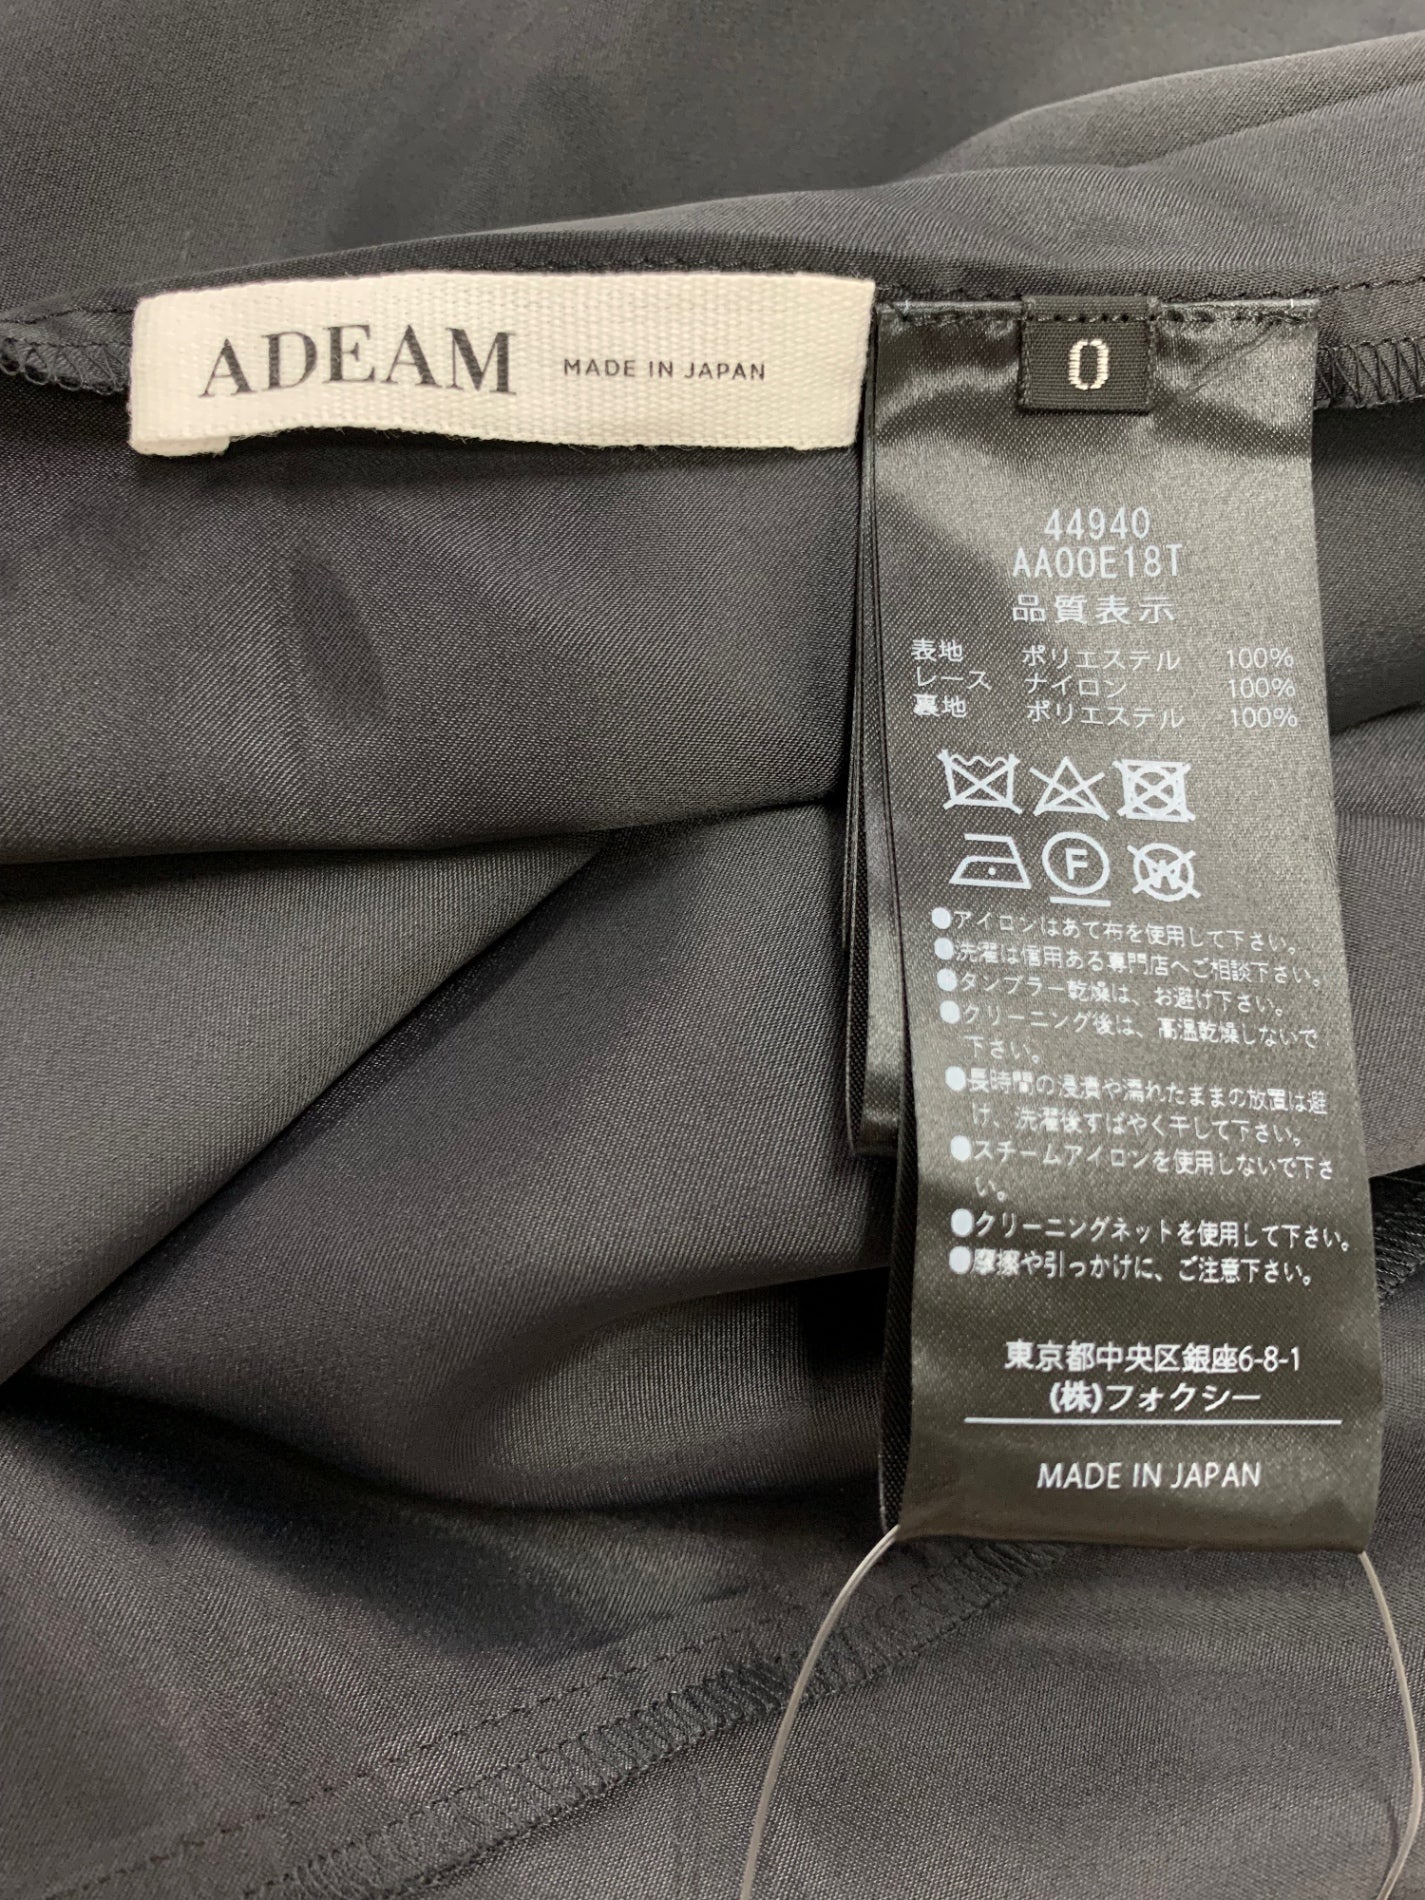 ADEAM MADE IN JAPAN
0
44940
AA00E18T
品質表示
表地 ポリエステル 100%
レース ナイロン 100%
裏地 ポリエステル 100%
F
W
●アイロンはあて布を使用して下さい。
●洗濯は信用ある専門店へご相談下さい。
●タンブラー乾燥は、お避け下さい。
●クリーニング後は、高温乾燥しないで
下さい。
●長時間の浸漬や濡れたままの放置は避
け、洗濯後すばやく干して下さい。
●スチームアイロンを使用しないで下さ
い。
●クリーニングネットを使用して下さい。
●摩擦や引っかけに、ご注意下さい。
東京都中央区銀座6-8-1
(株)フォクシー
MADE IN JAPAN